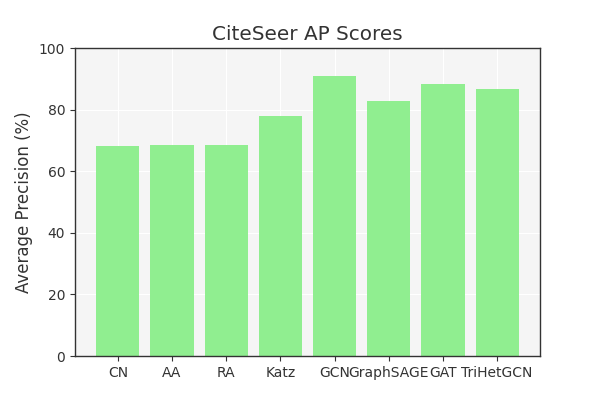 CiteSeer AP Scores
Average Precision (%)
100
80
60
40
20
0
CN AA RA Katz GCN GraphSAGE GAT TriHetGCN